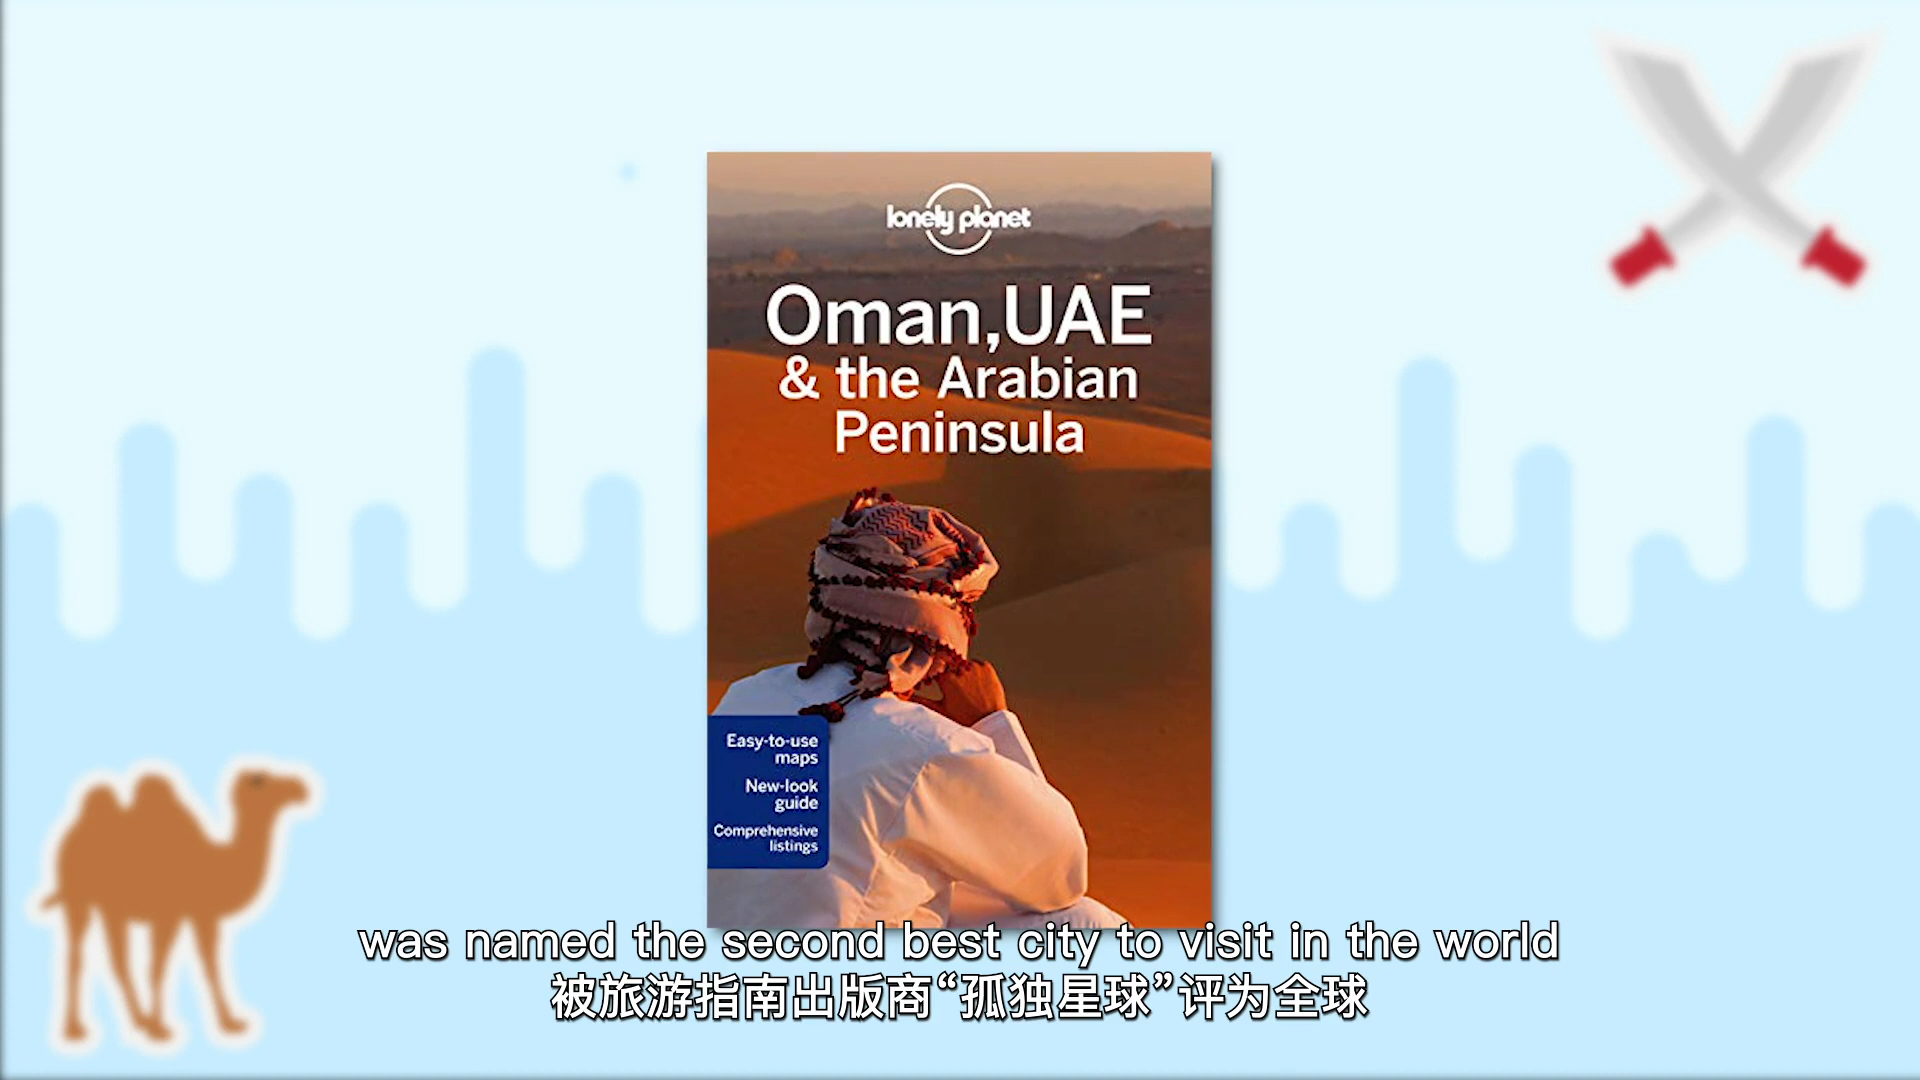 lonely planet
Oman,UAE
& the Arabian
Peninsula
Easy-to-use
maps
New-look
guide
Comprehensive
listings
was named the second best city to visit in the world
被旅游指南出版商“孤独星球”评为全球